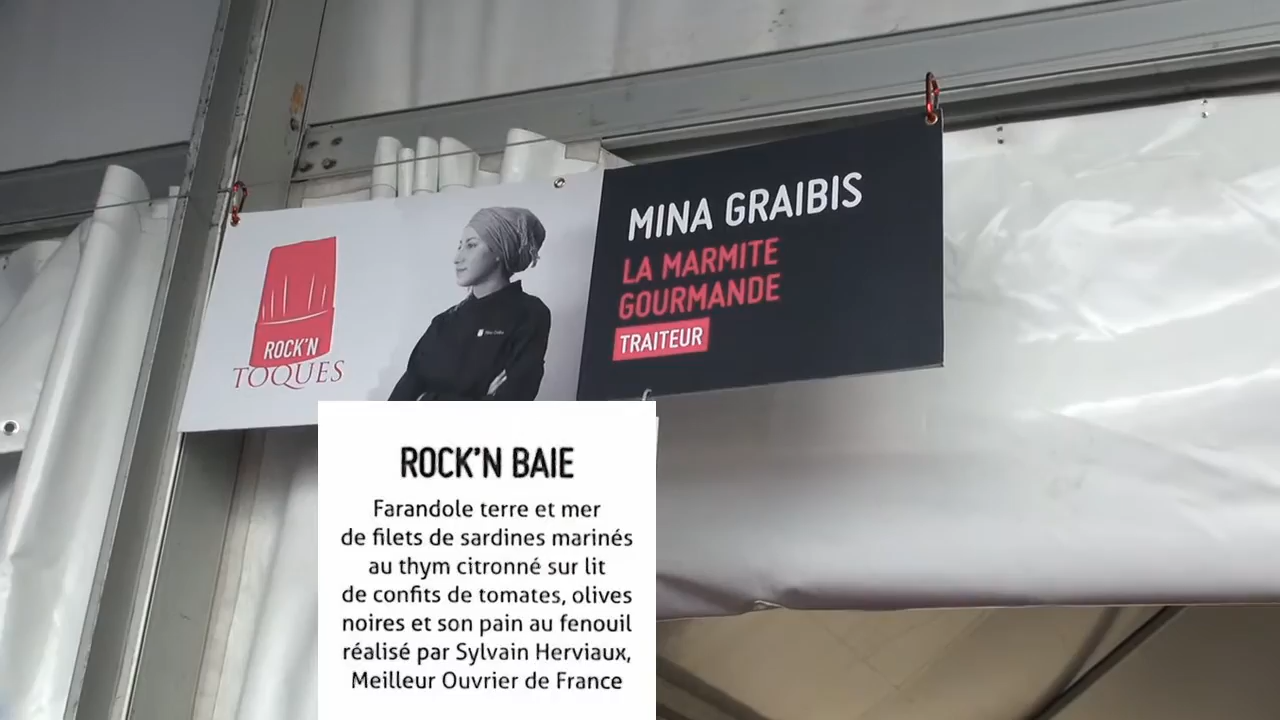 ROCK'N
TOQUES
MINA GRAIBIS
LA MARMITE
GOURMANDE
TRAITEUR
ROCK'N BAIE
Farandole terre et mer
de filets de sardines marinés
au thym citronné sur lit
de confits de tomates, olives
noires et son pain au fenouil
réalisé par Sylvain Herviaux,
Meilleur Ouvrier de France